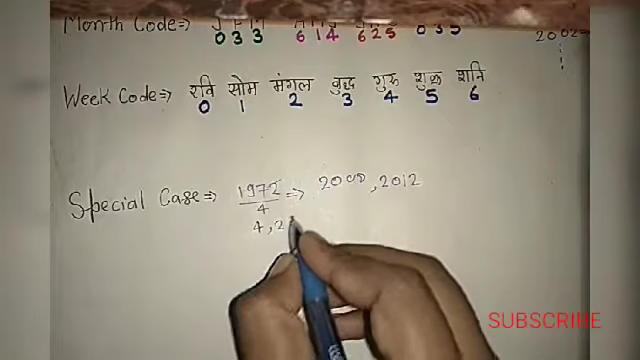 Month Code⇒ 0 3 3 6 1 4 6 2 5 0 3 5
2002⇒
Week Code⇒ रवि सोम मंगल बुद्ध गुरु शुक्र शनि
0 1 2 3 4 5 6
Special Case⇒ 1972/4 ⇒ 2000, 2012
4, 2
SUBSCRIBE